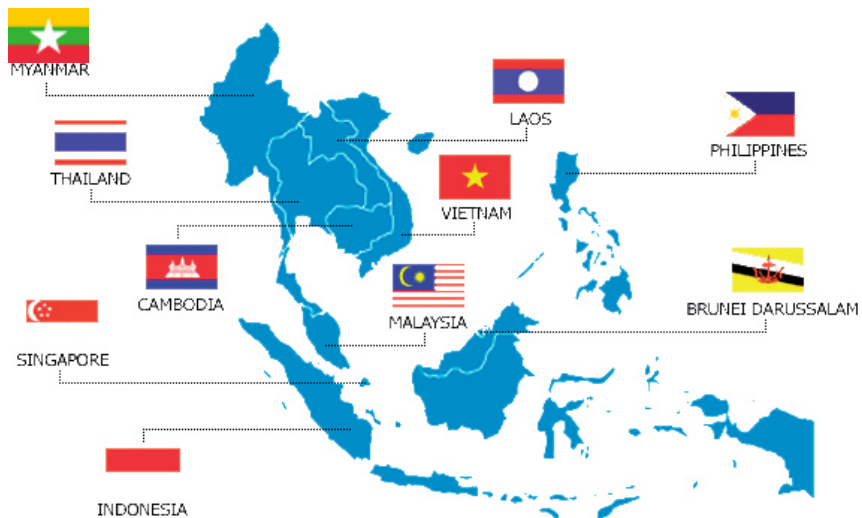 MYANMAR
LAOS
PHILIPPINES
THAILAND
VIETNAM
CAMBODIA
BRUNEI DARUSSALAM
MALAYSIA
SINGAPORE
INDONESIA